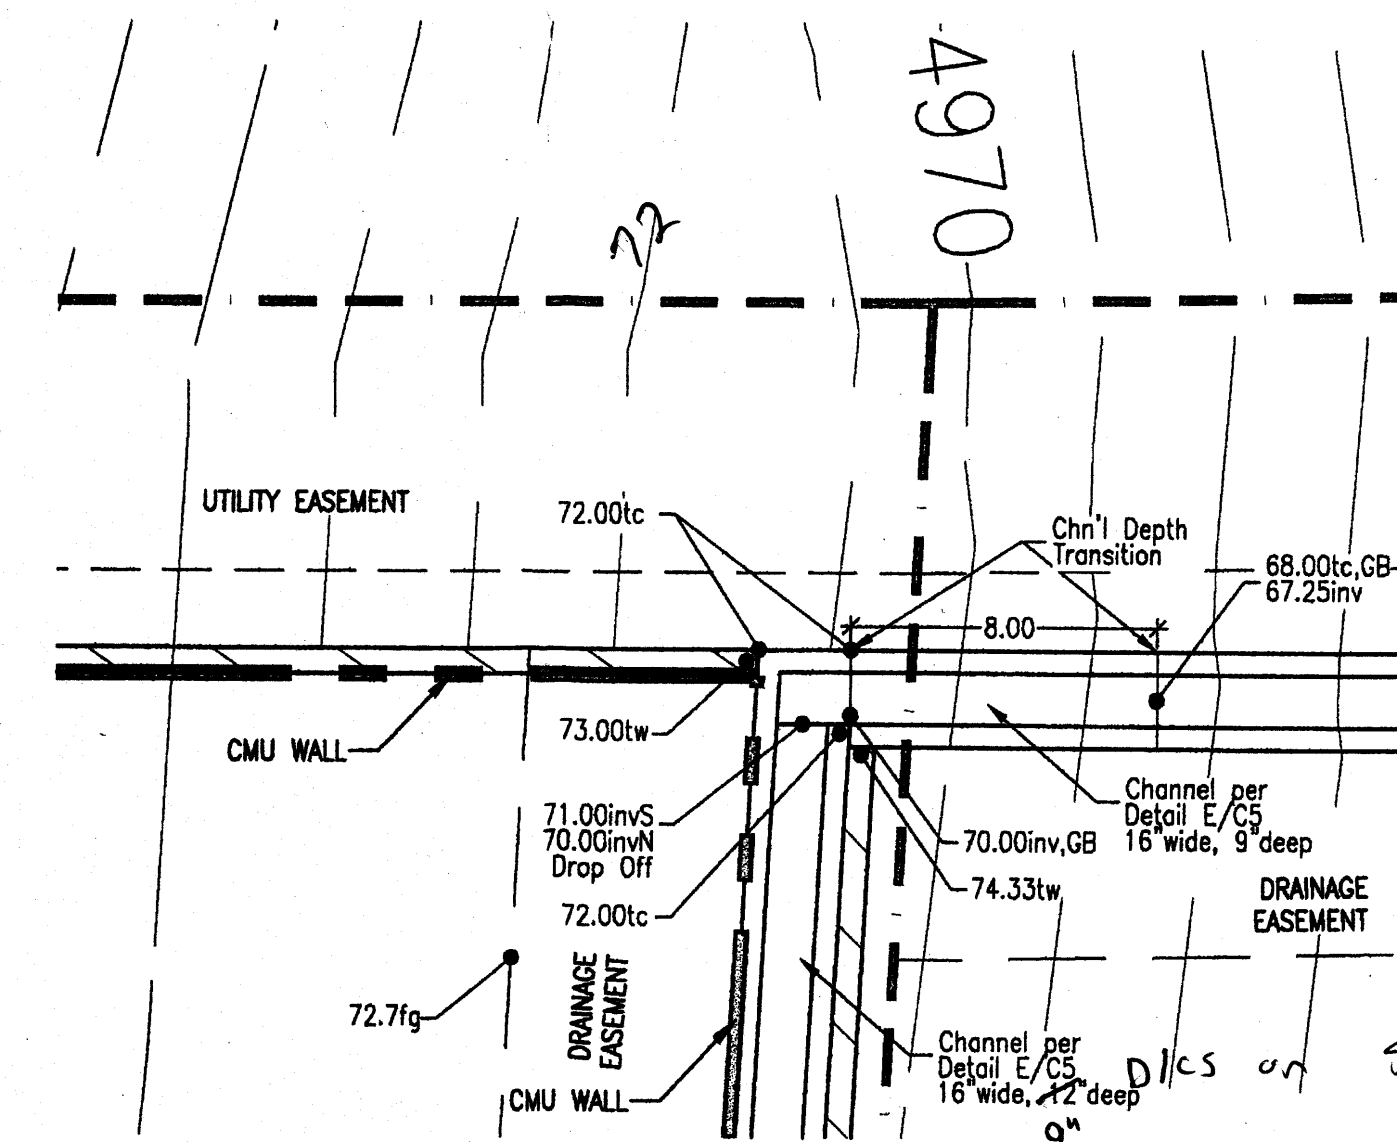 4970
72
UTILITY EASEMENT
72.00tc
Chn'l Depth
Transition
68.00tc,GB
67.25inv
8.00
73.00tw
CMU WALL
71.00invS
70.00invN
Drop Off
Channel per
Detail E/C5
16"wide, 9"deep
70.00inv,GB
74.33tw
72.00tc
DRAINAGE
EASEMENT
72.7fg
DRAINAGE
EASEMENT
Channel per
Detail E/C5
16"wide, 12"deep
9"
CMU WALL
on